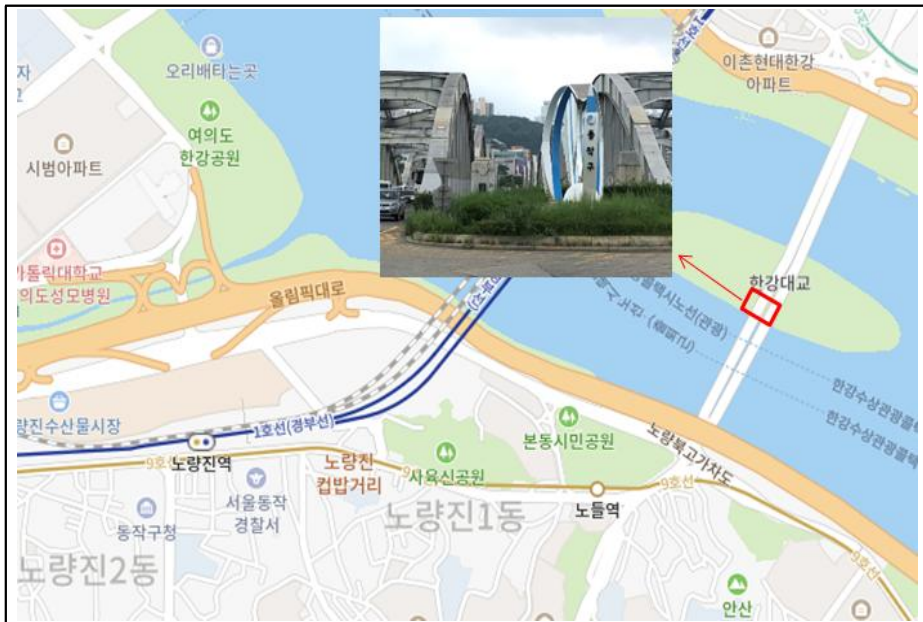 오리배타는곳
여의도
한강공원
시범아파트
가톨릭대학교
의도성모병원
올림픽대로
이촌현대한강
아파트
동작구
한강대교
한강수상관광콜택
한강수상관광콜택
노량진수산물시장
1호선(경부선)
노량진역
9호선
노량진
컵밥거리
사육신공원
본동시민공원
노량북고가차도
서울동작
경찰서
동작구청
노량진1동
노들역
9호선
9호선
노량진2동
안산